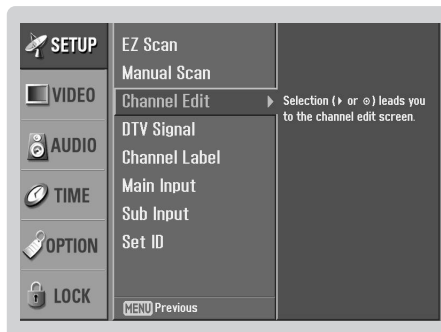 SETUP
VIDEO
AUDIO
TIME
OPTION
LOCK
EZ Scan
Manual Scan
Channel Edit
DTV Signal
Channel Label
Main Input
Sub Input
Set ID
MENU Previous
Selection ( or ⊙) leads you
to the channel edit screen.